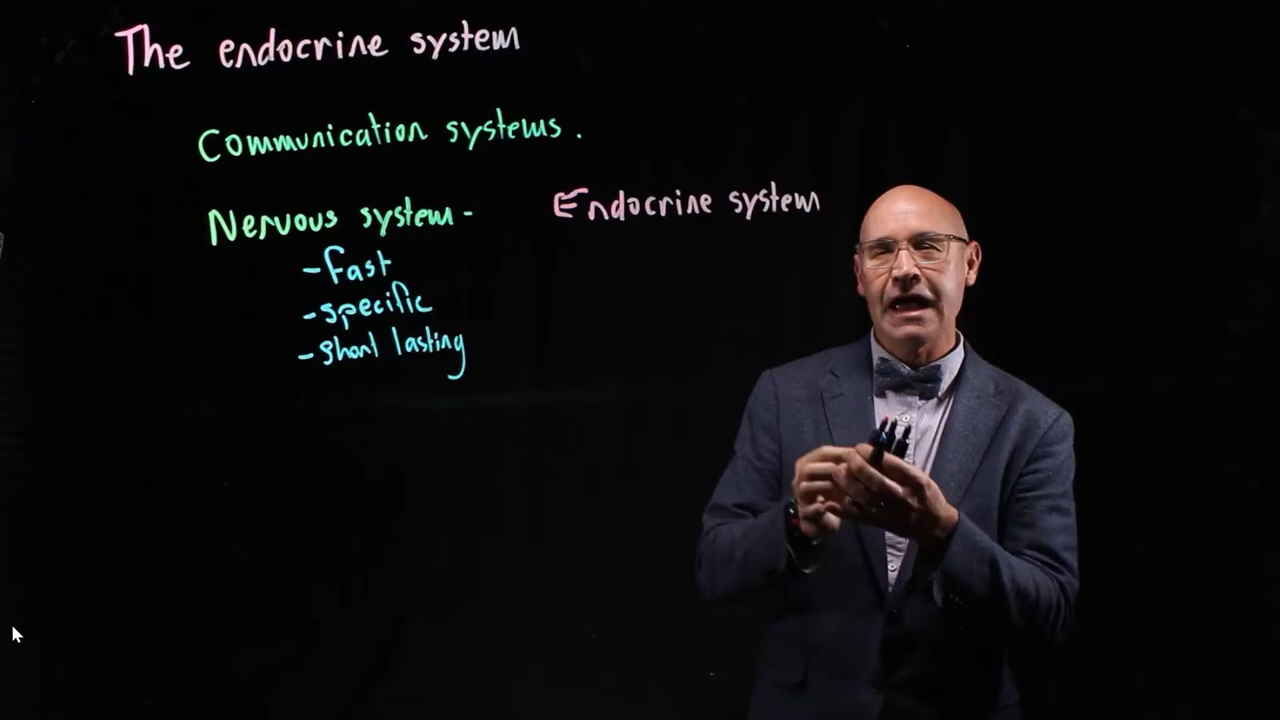 The endocrine system
Communication systems.
Nervous system-
Endocrine system
-fast
-specific
-short lasting